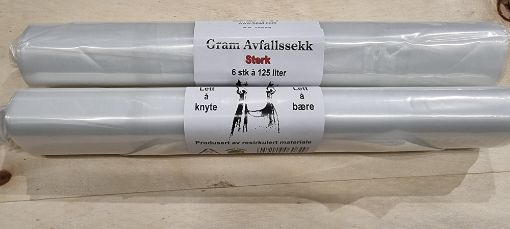 Gram Avfallssekk
Sterk
6 stk à 125 liter
Lett
å
knyte
Lett
å
bære
Produsert av resirkulert materiale